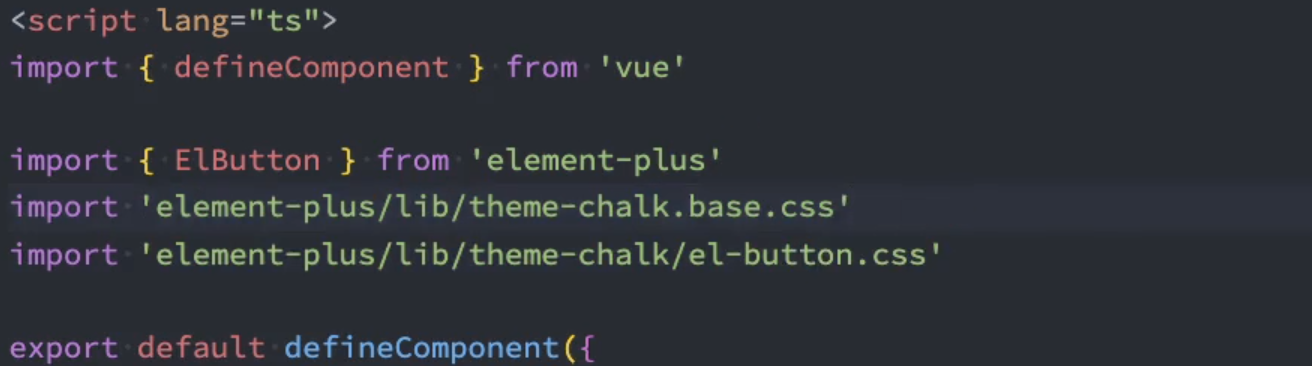 <script lang="ts">
import { defineComponent } from 'vue'
import { ElButton } from 'element-plus'
import 'element-plus/lib/theme-chalk.base.css'
import 'element-plus/lib/theme-chalk/el-button.css'
export default defineComponent({